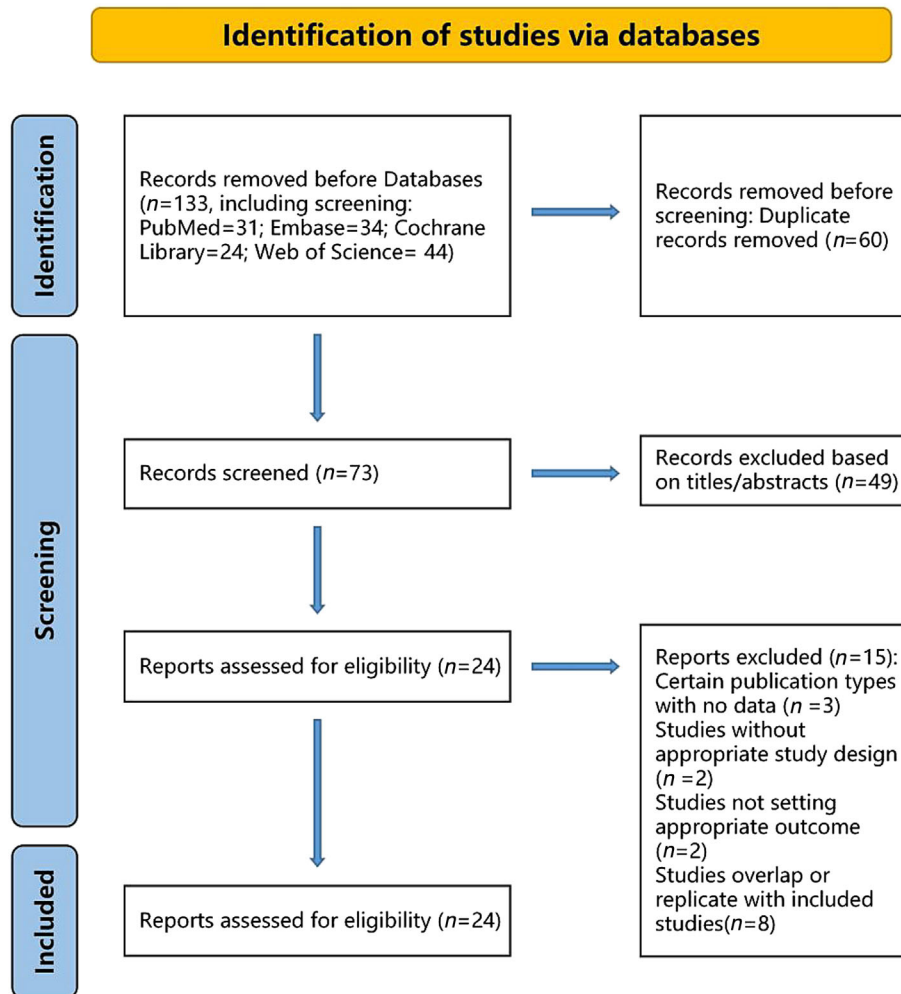 Identification of studies via databases
Identification
Records removed before Databases
(n=133, including screening:
PubMed=31; Embase=34; Cochrane
Library=24; Web of Science= 44)
Records removed before
screening: Duplicate
records removed (n=60)
Screening
Records screened (n=73)
Records excluded based
on titles/abstracts (n=49)
Reports assessed for eligibility (n=24)
Reports excluded (n=15):
Certain publication types
with no data (n =3)
Studies without
appropriate study design
(n =2)
Studies not setting
appropriate outcome
(n=2)
Studies overlap or
replicate with included
studies(n=8)
Included
Reports assessed for eligibility (n=24)